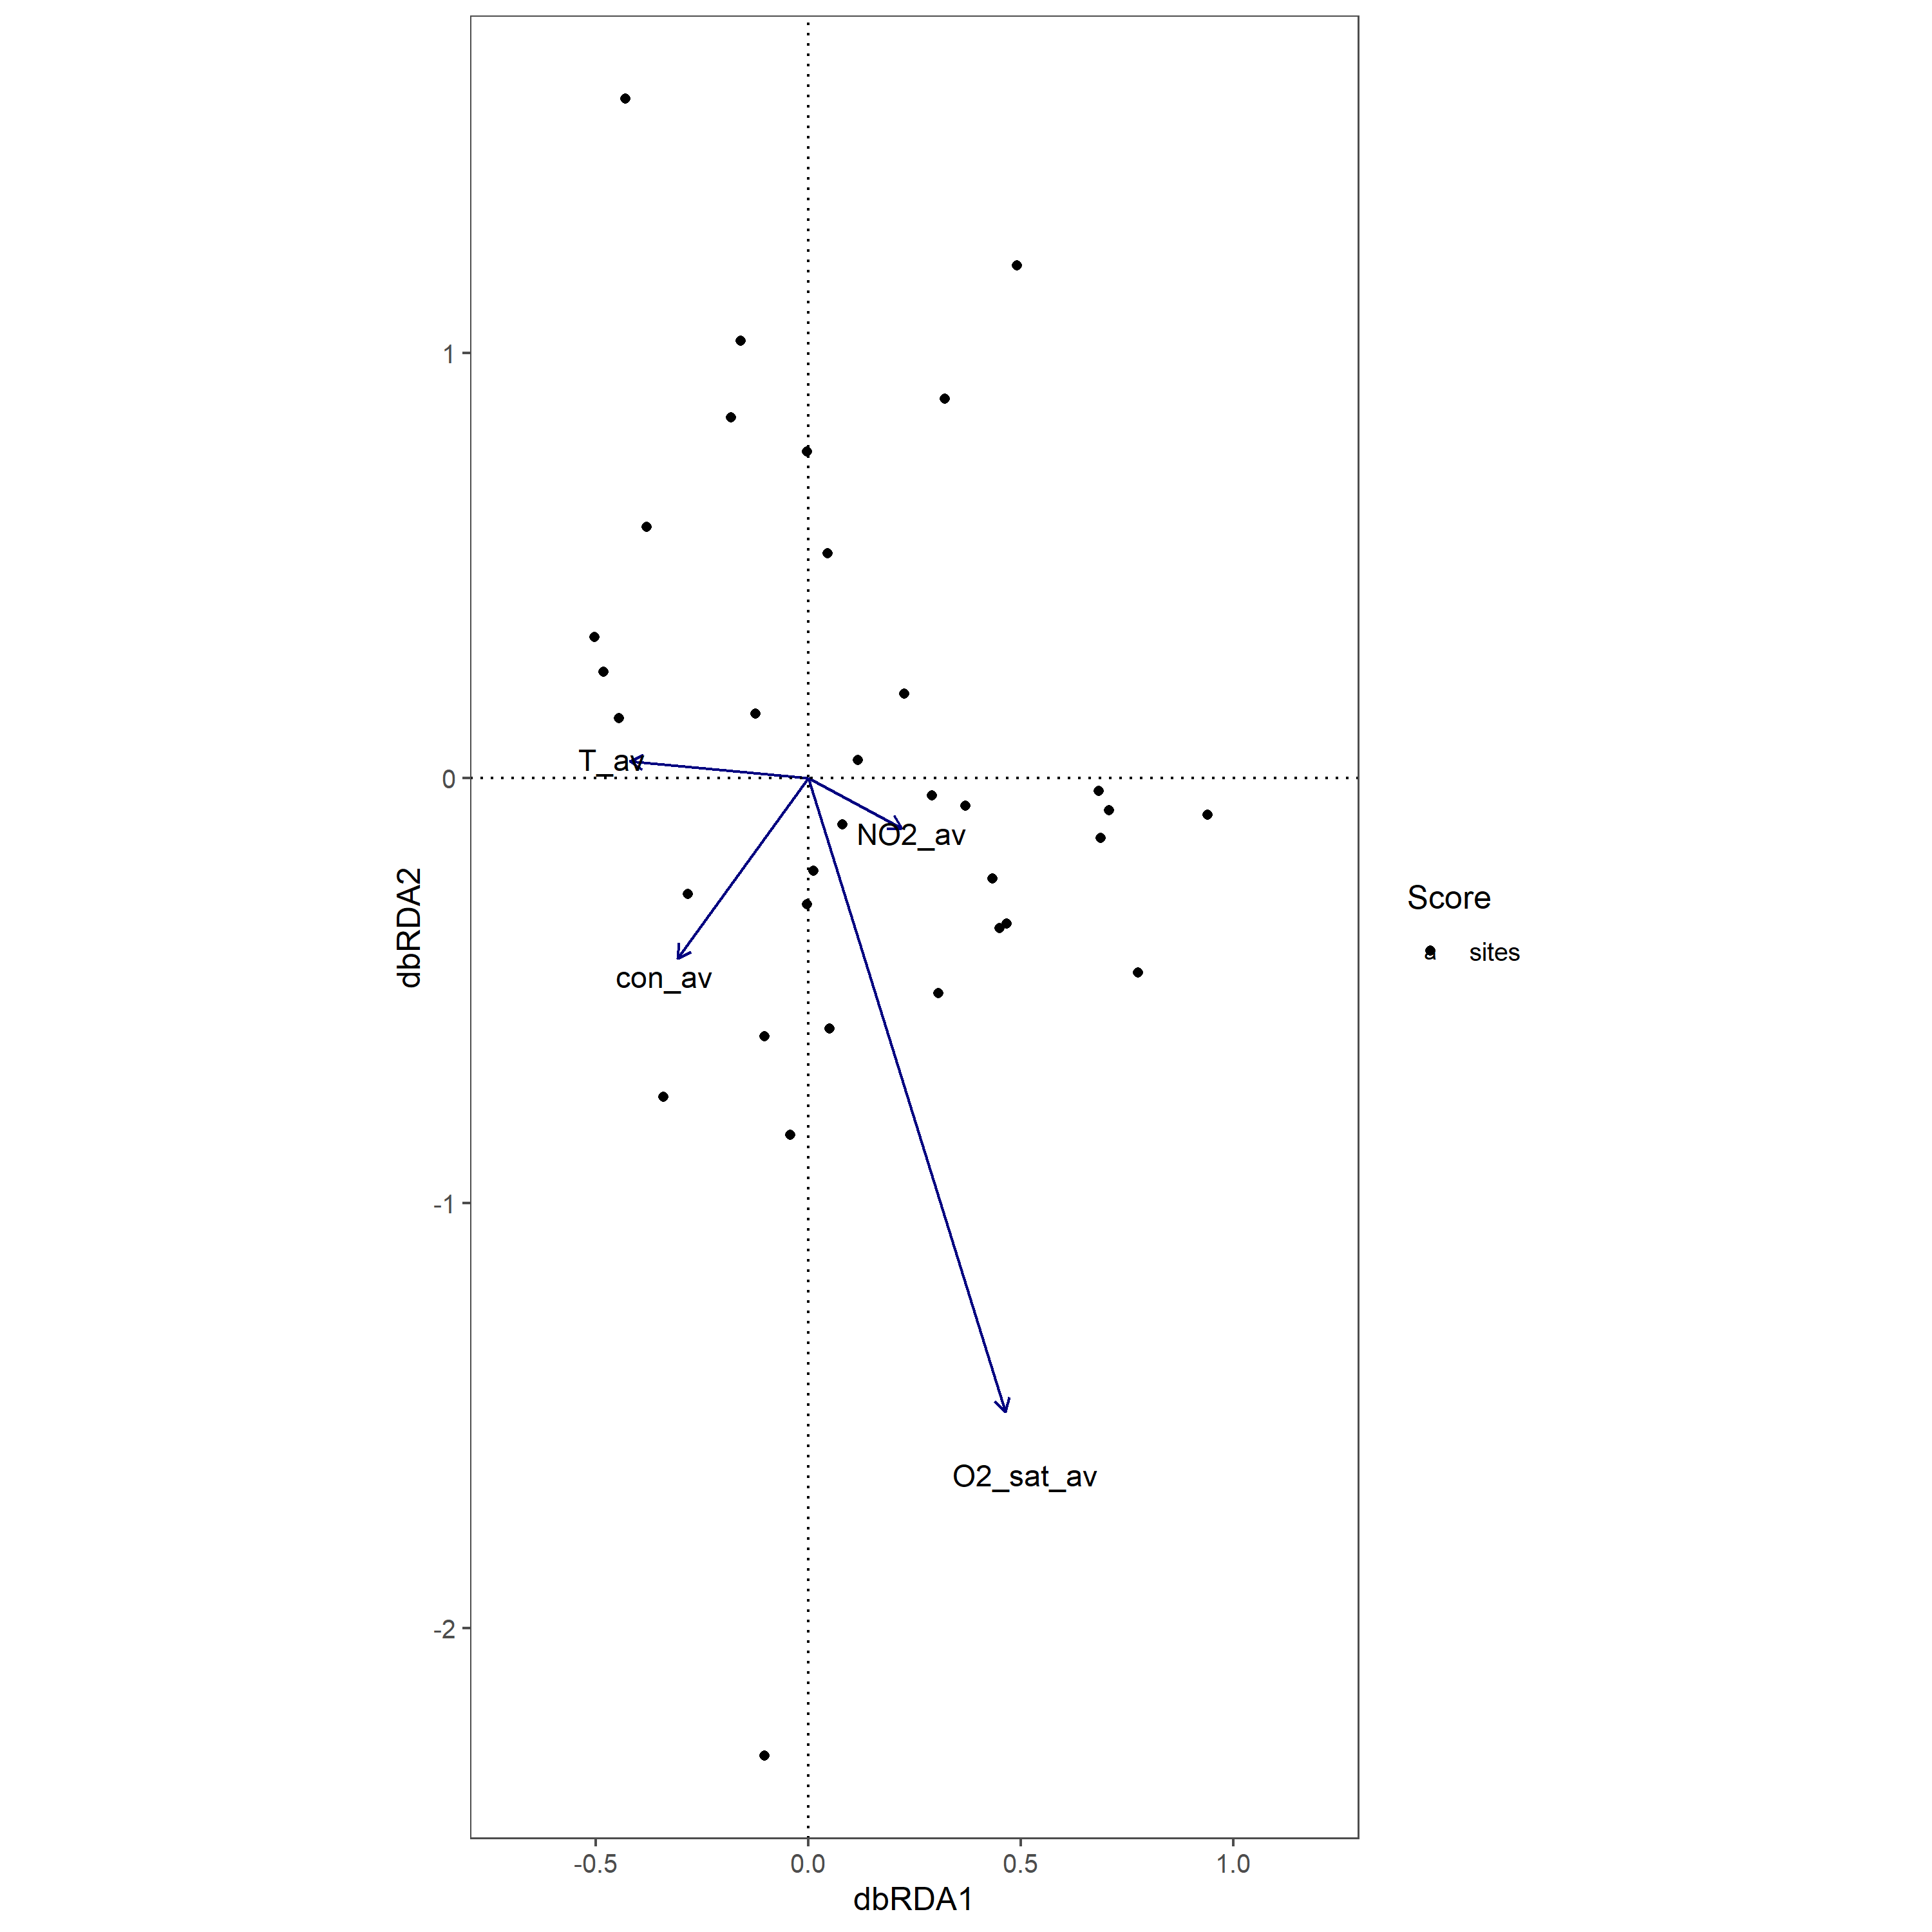 1
0
-1
-2
dbRDA2
T_av
NO2_av
con_av
O2_sat_av
-0.5
0.0
0.5
1.0
dbRDA1
Score
a sites